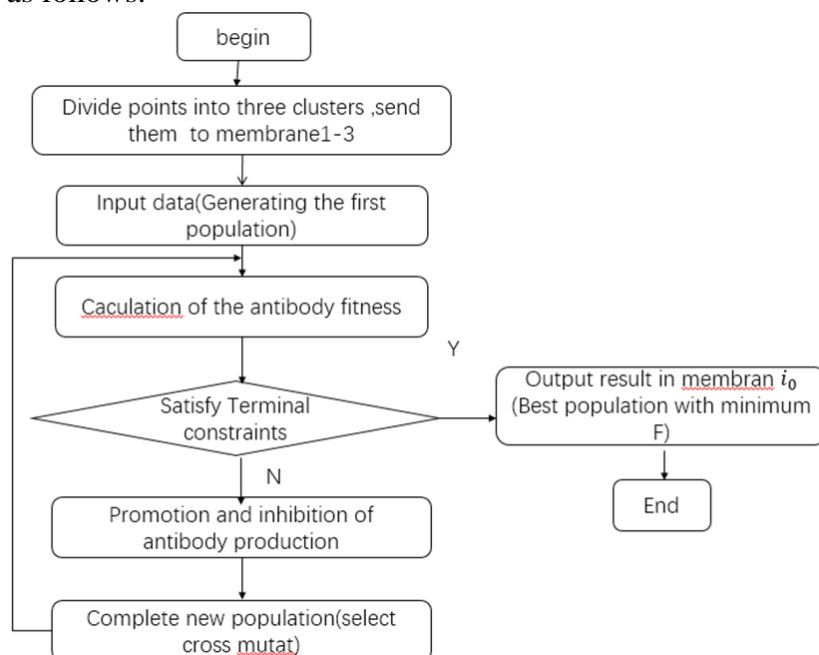 as follows:
begin
Divide points into three clusters ,send
them to membrane1-3
Input data(Generating the first
population)
Caculation of the antibody fitness
Y
Satisfy Terminal
constraints
Output result in membran i₀
(Best population with minimum
F)
N
End
Promotion and inhibition of
antibody production
Complete new population(select
cross mutat)